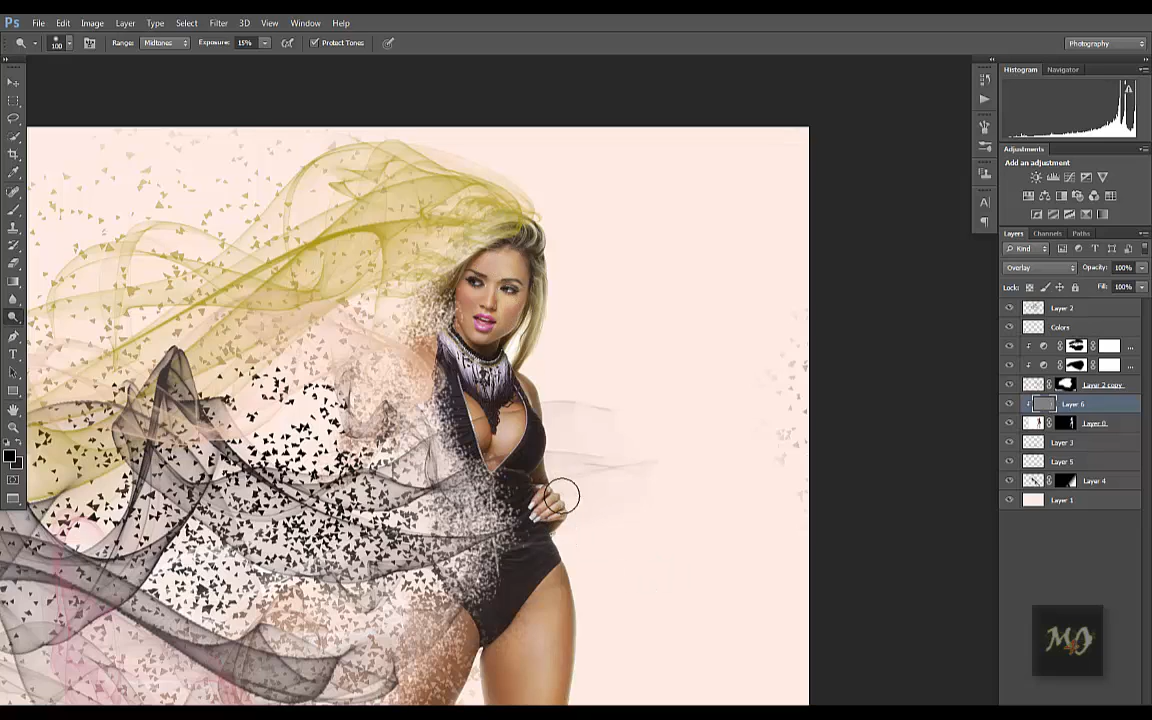 Ps File Edit Image Layer Type Select Filter 3D View Window Help
100 Range: Midtones Exposure: 15% Protect Tones Photography
Histogram Navigator
Adjustments
Add an adjustment
Layers Channels Paths
Kind
Overlay Opacity: 100%
Lock: Fill: 100%
Layer 2
Colors
...
...
Layer 2 copy
Layer 6
Layer 0
Layer 3
Layer 5
Layer 4
Layer 1